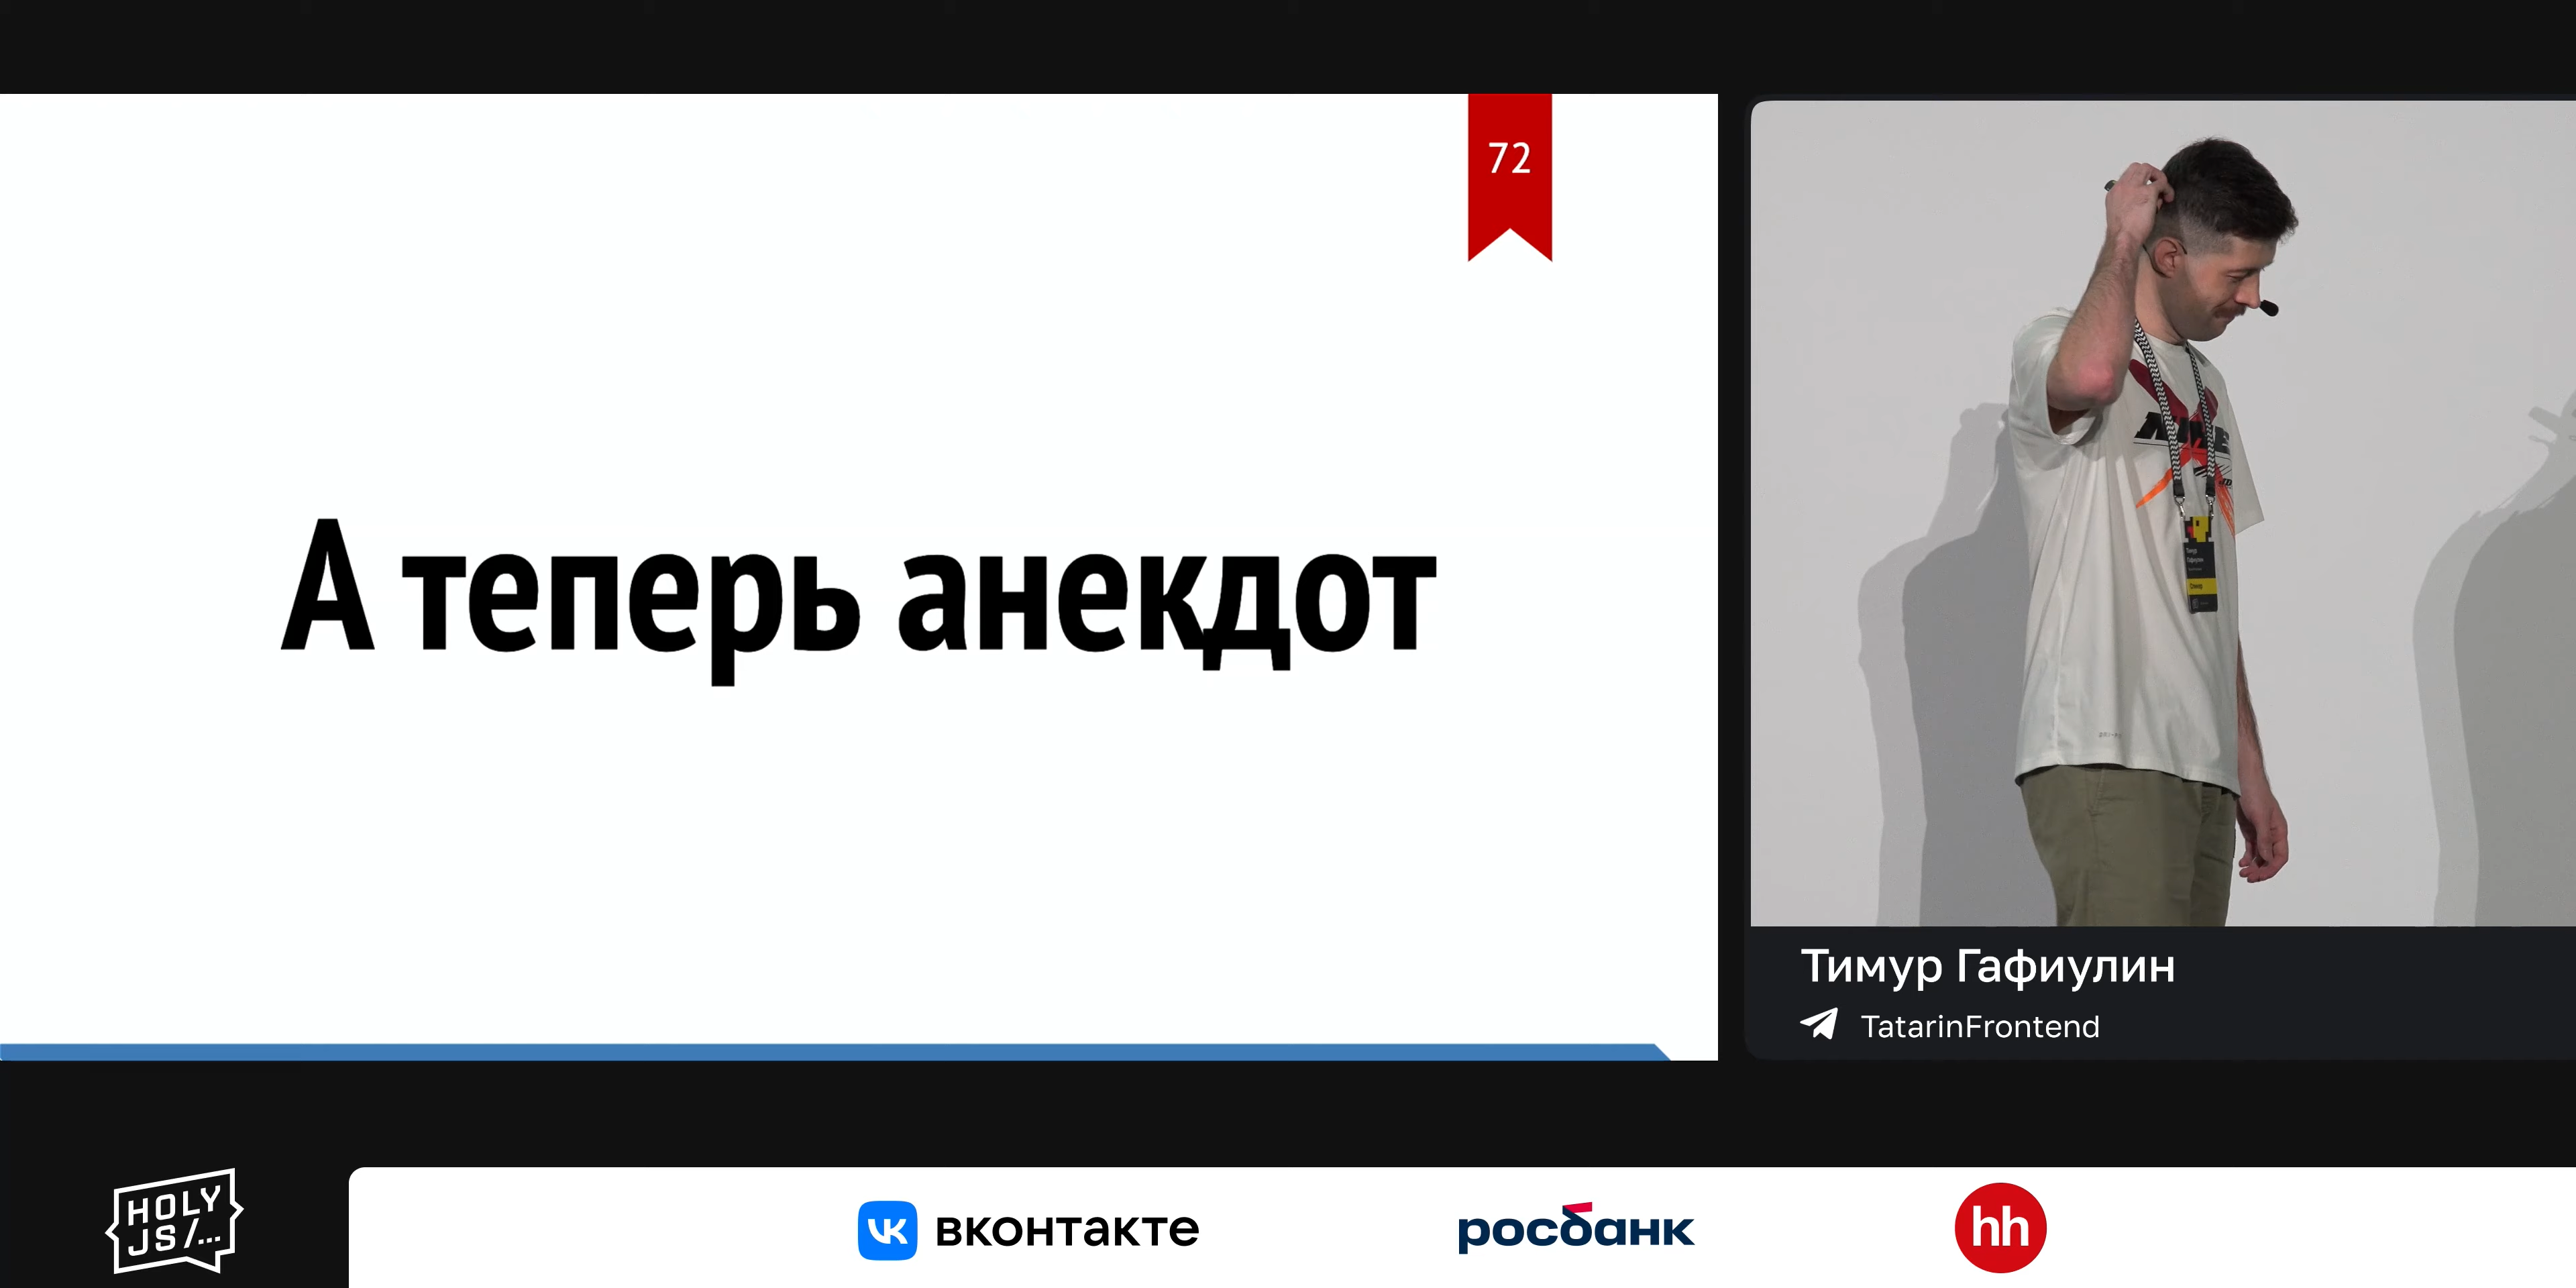 72
А теперь анекдот
Тимур Гафиулин
TatarinFrontend
HOLY
JS/...
вконтакте
росбанк
hh